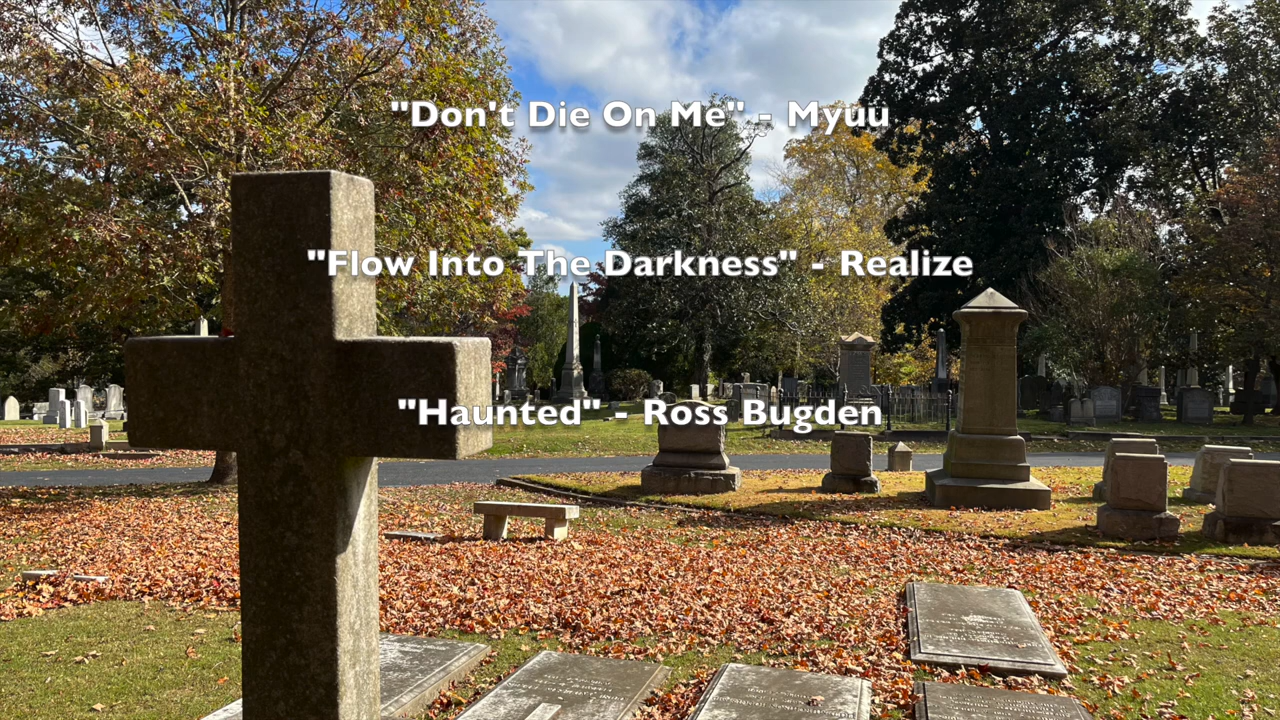 "Don't Die On Me" - Myuu
"Flow Into The Darkness" - Realize
"Haunted" - Ross Bugden